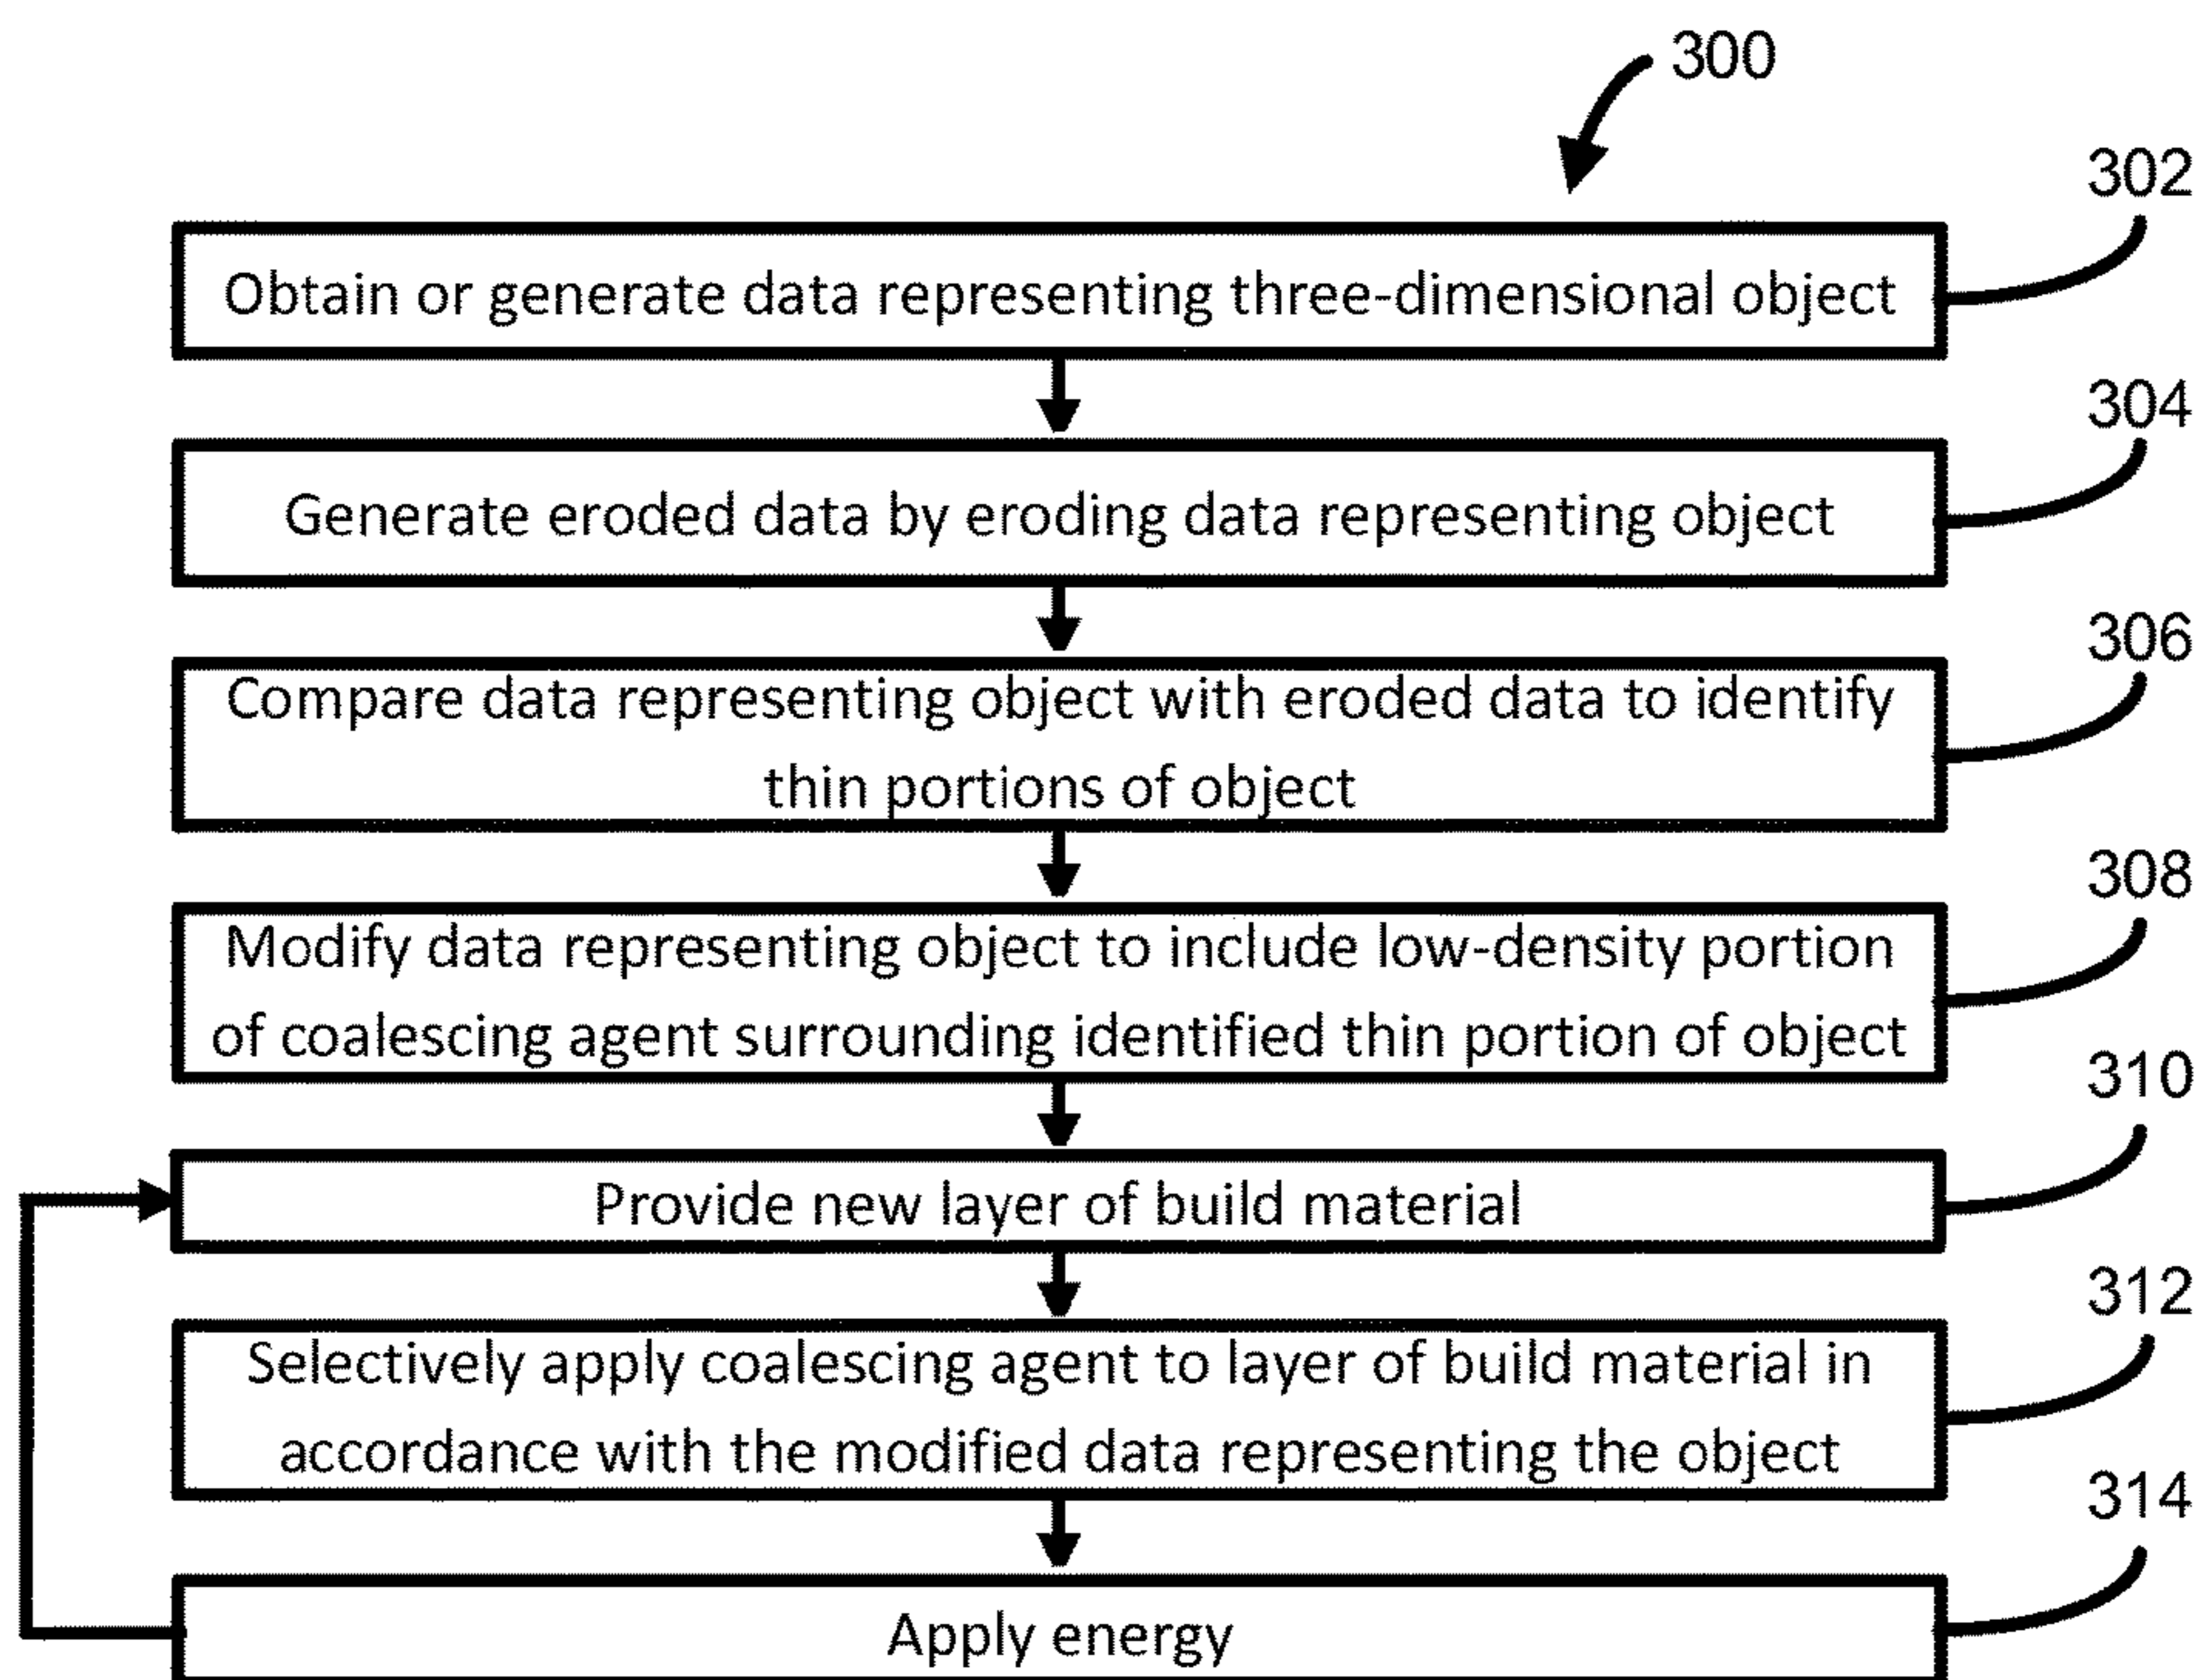 300
302
Obtain or generate data representing three-dimensional object
304
Generate eroded data by eroding data representing object
306
Compare data representing object with eroded data to identify
thin portions of object
308
Modify data representing object to include low-density portion
of coalescing agent surrounding identified thin portion of object
310
Provide new layer of build material
312
Selectively apply coalescing agent to layer of build material in
accordance with the modified data representing the object
314
Apply energy